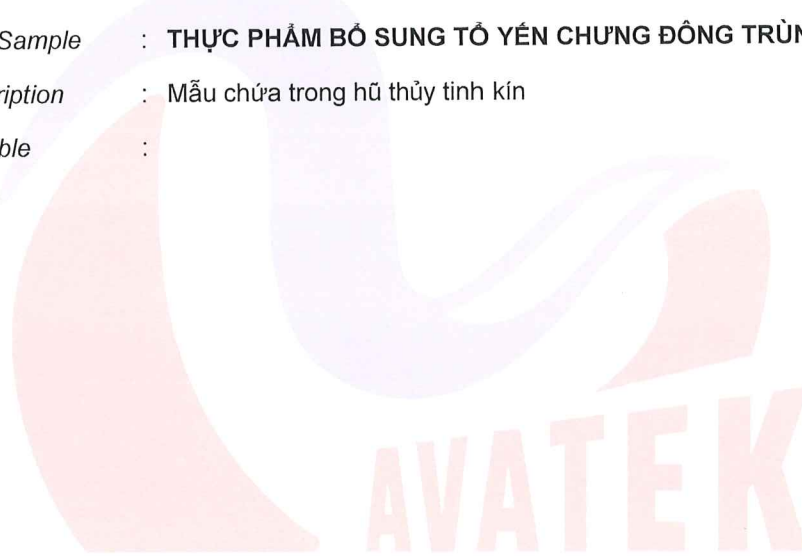 Sample : THỰC PHẨM BỔ SUNG TỔ YẾN CHƯNG ĐÔNG TRÙN
ription : Mẫu chứa trong hũ thủy tinh kín
ble :
AVATEK